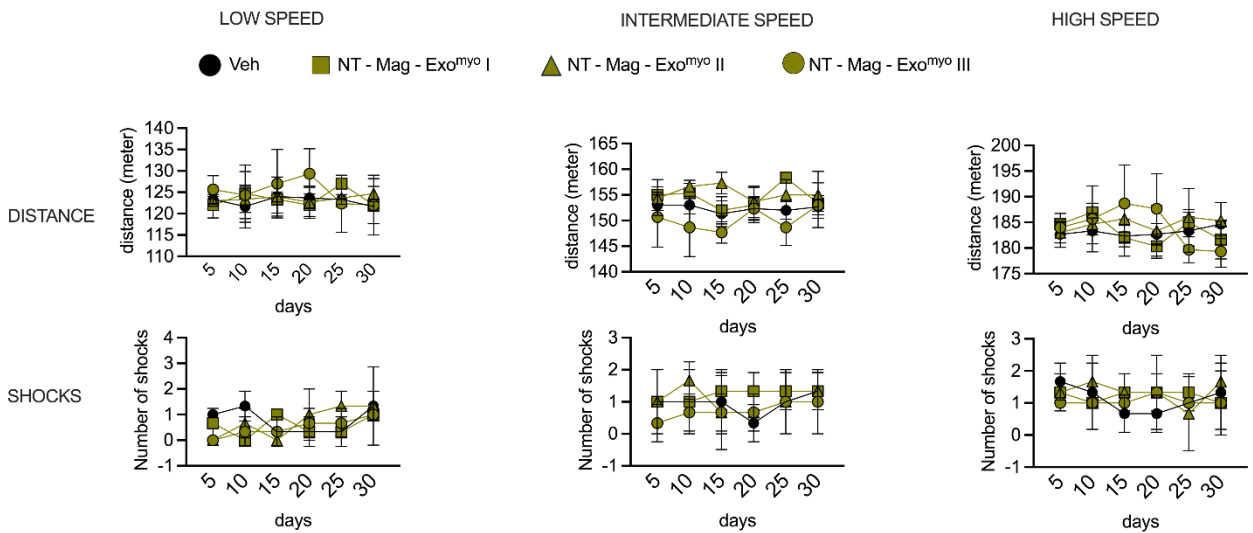 LOW SPEED
INTERMEDIATE SPEED
HIGH SPEED
Veh
NT - Mag - Exoᵐʸᵒ I
NT - Mag - Exoᵐʸᵒ II
NT - Mag - Exoᵐʸᵒ III
DISTANCE
distance (meter)
140
135
130
125
120
115
110
5 10 15 20 25 30
days
distance (meter)
165
160
155
150
145
140
5 10 15 20 25 30
days
distance (meter)
200
195
190
185
180
175
5 10 15 20 25 30
days
SHOCKS
Number of shocks
4
3
2
1
0
-1
5 10 15 20 25 30
days
Number of shocks
3
2
1
0
-1
5 10 15 20 25 30
days
Number of shocks
3
2
1
0
-1
5 10 15 20 25 30
days